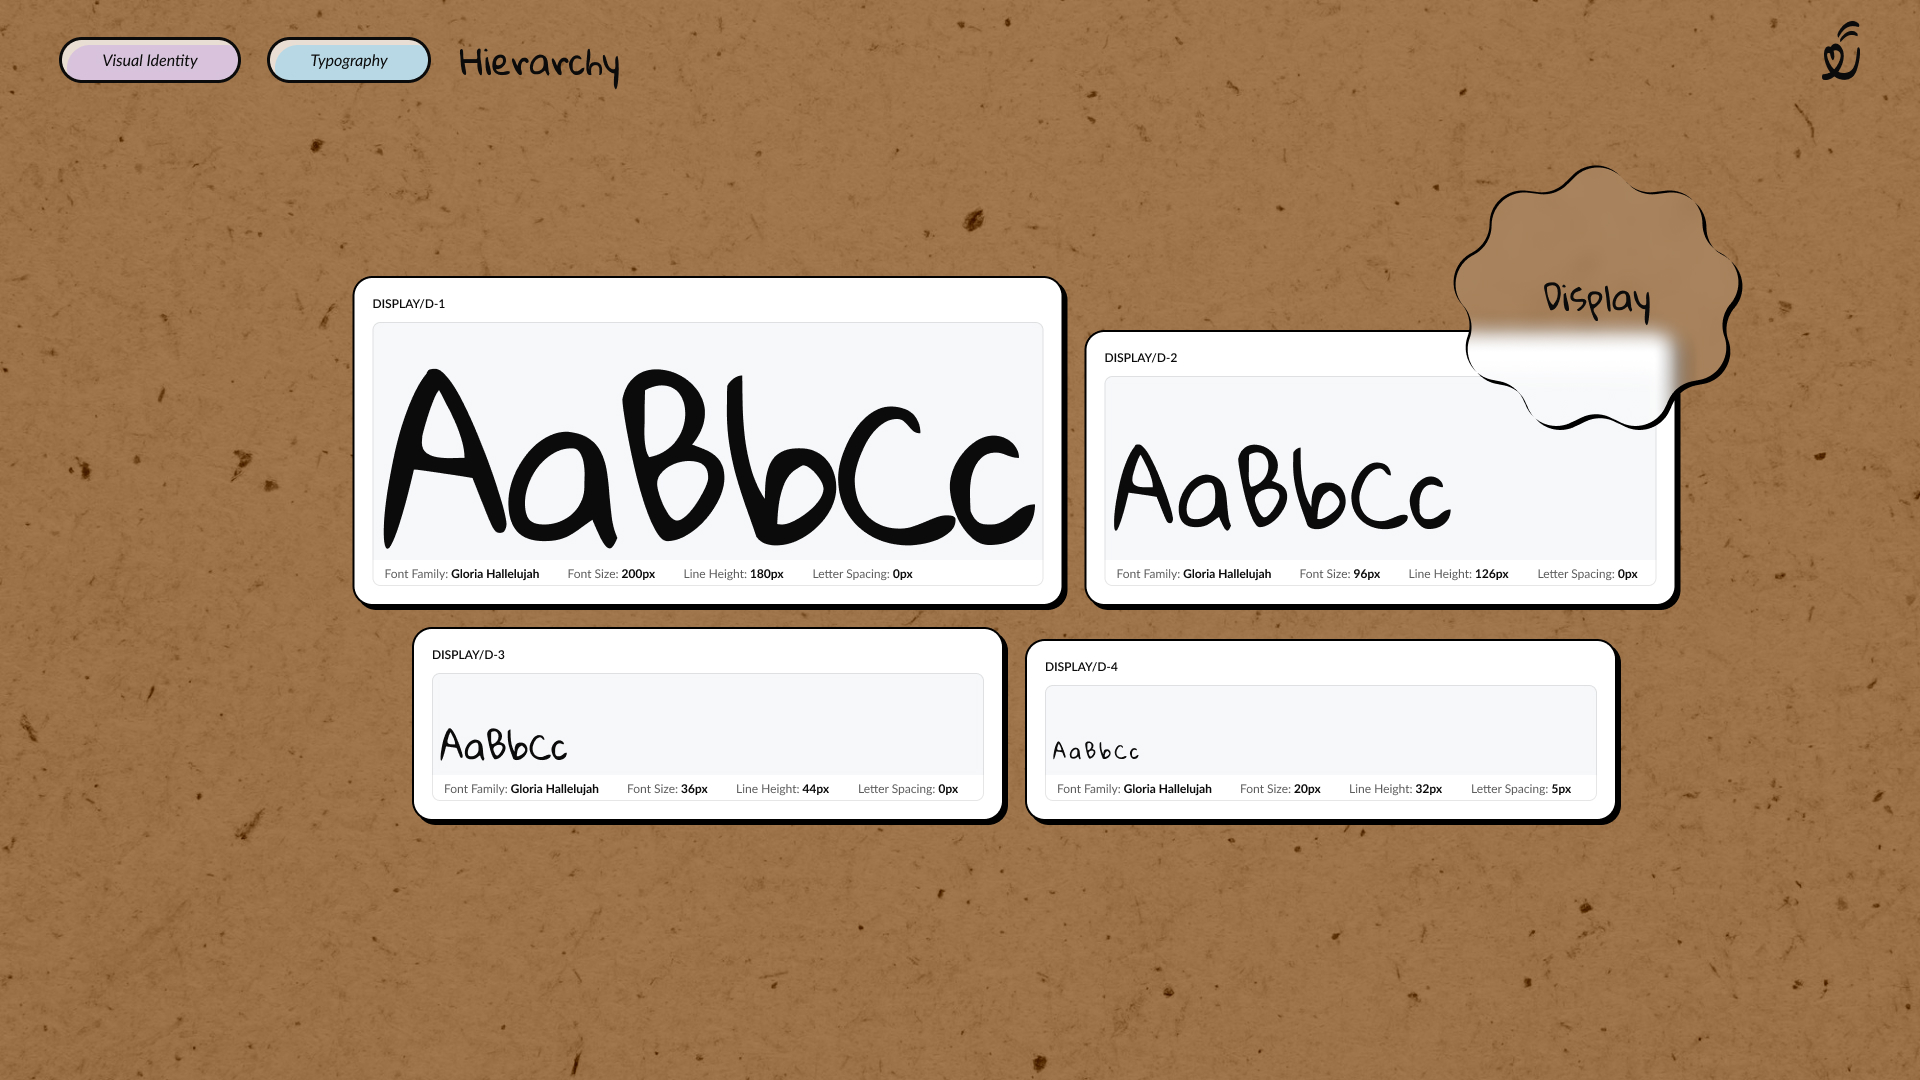 Visual Identity
Typography
Hierarchy
Display
DISPLAY/D-1
AaBbCc
Font Family: Gloria Hallelujah Font Size: 200px Line Height: 180px Letter Spacing: 0px
DISPLAY/D-2
AaBbCc
Font Family: Gloria Hallelujah Font Size: 96px Line Height: 126px Letter Spacing: 0px
DISPLAY/D-3
AaBbCc
Font Family: Gloria Hallelujah Font Size: 36px Line Height: 44px Letter Spacing: 0px
DISPLAY/D-4
AaBbCc
Font Family: Gloria Hallelujah Font Size: 20px Line Height: 32px Letter Spacing: 5px